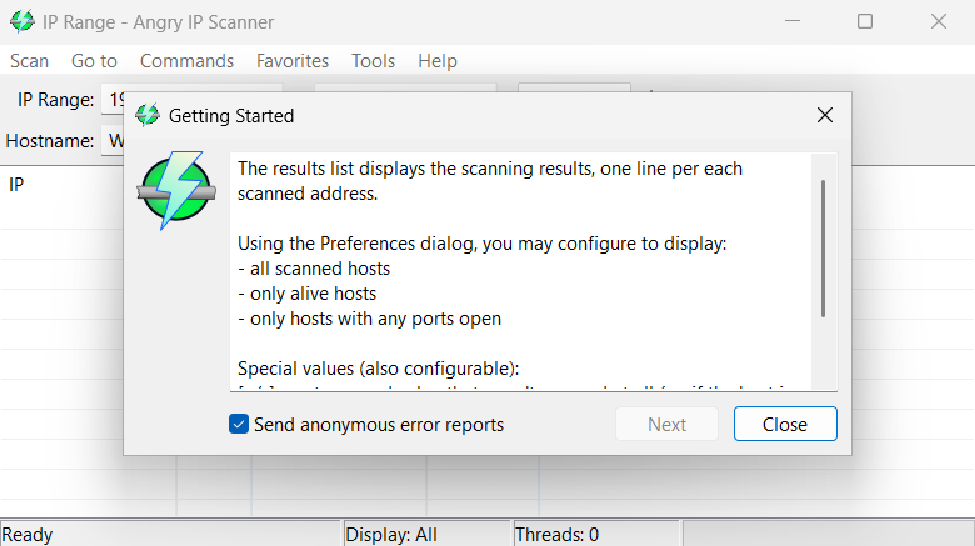 IP Range - Angry IP Scanner
Scan Go to Commands Favorites Tools Help
IP Range: 19
Getting Started
Hostname: W
IP
The results list displays the scanning results, one line per each
scanned address.
Using the Preferences dialog, you may configure to display:
- all scanned hosts
- only alive hosts
- only hosts with any ports open
Special values (also configurable):
Send anonymous error reports
Next
Close
Ready
Display: All
Threads: 0